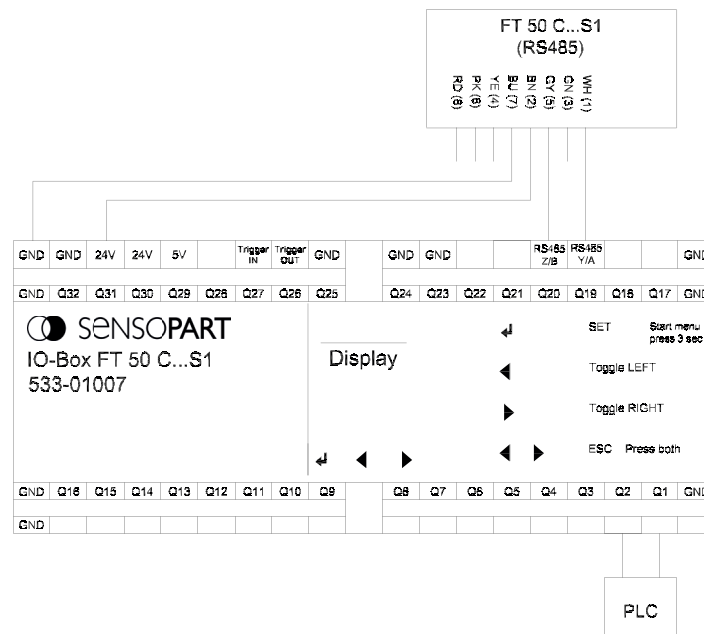 FT 50 C...S1
(RS485)
RD (8)
PK (6)
YE (4)
BU (7)
BN (2)
GY (5)
GN (3)
WH (1)
GND GND 24V 24V 5V Trigger IN Trigger OUT GND GND GND RS485 Z/B RS485 Y/A GND
GND Q32 Q31 Q30 Q29 Q28 Q27 Q26 Q25 Q24 Q23 Q22 Q21 Q20 Q19 Q18 Q17 GND
SENSOPART
IO-Box FT 50 C...S1
533-01007
Display
SET Start menu
press 3 sec
Toggle LEFT
Toggle RIGHT
ESC Press both
GND Q16 Q15 Q14 Q13 Q12 Q11 Q10 Q9 Q8 Q7 Q6 Q5 Q4 Q3 Q2 Q1 GND
GND
PLC